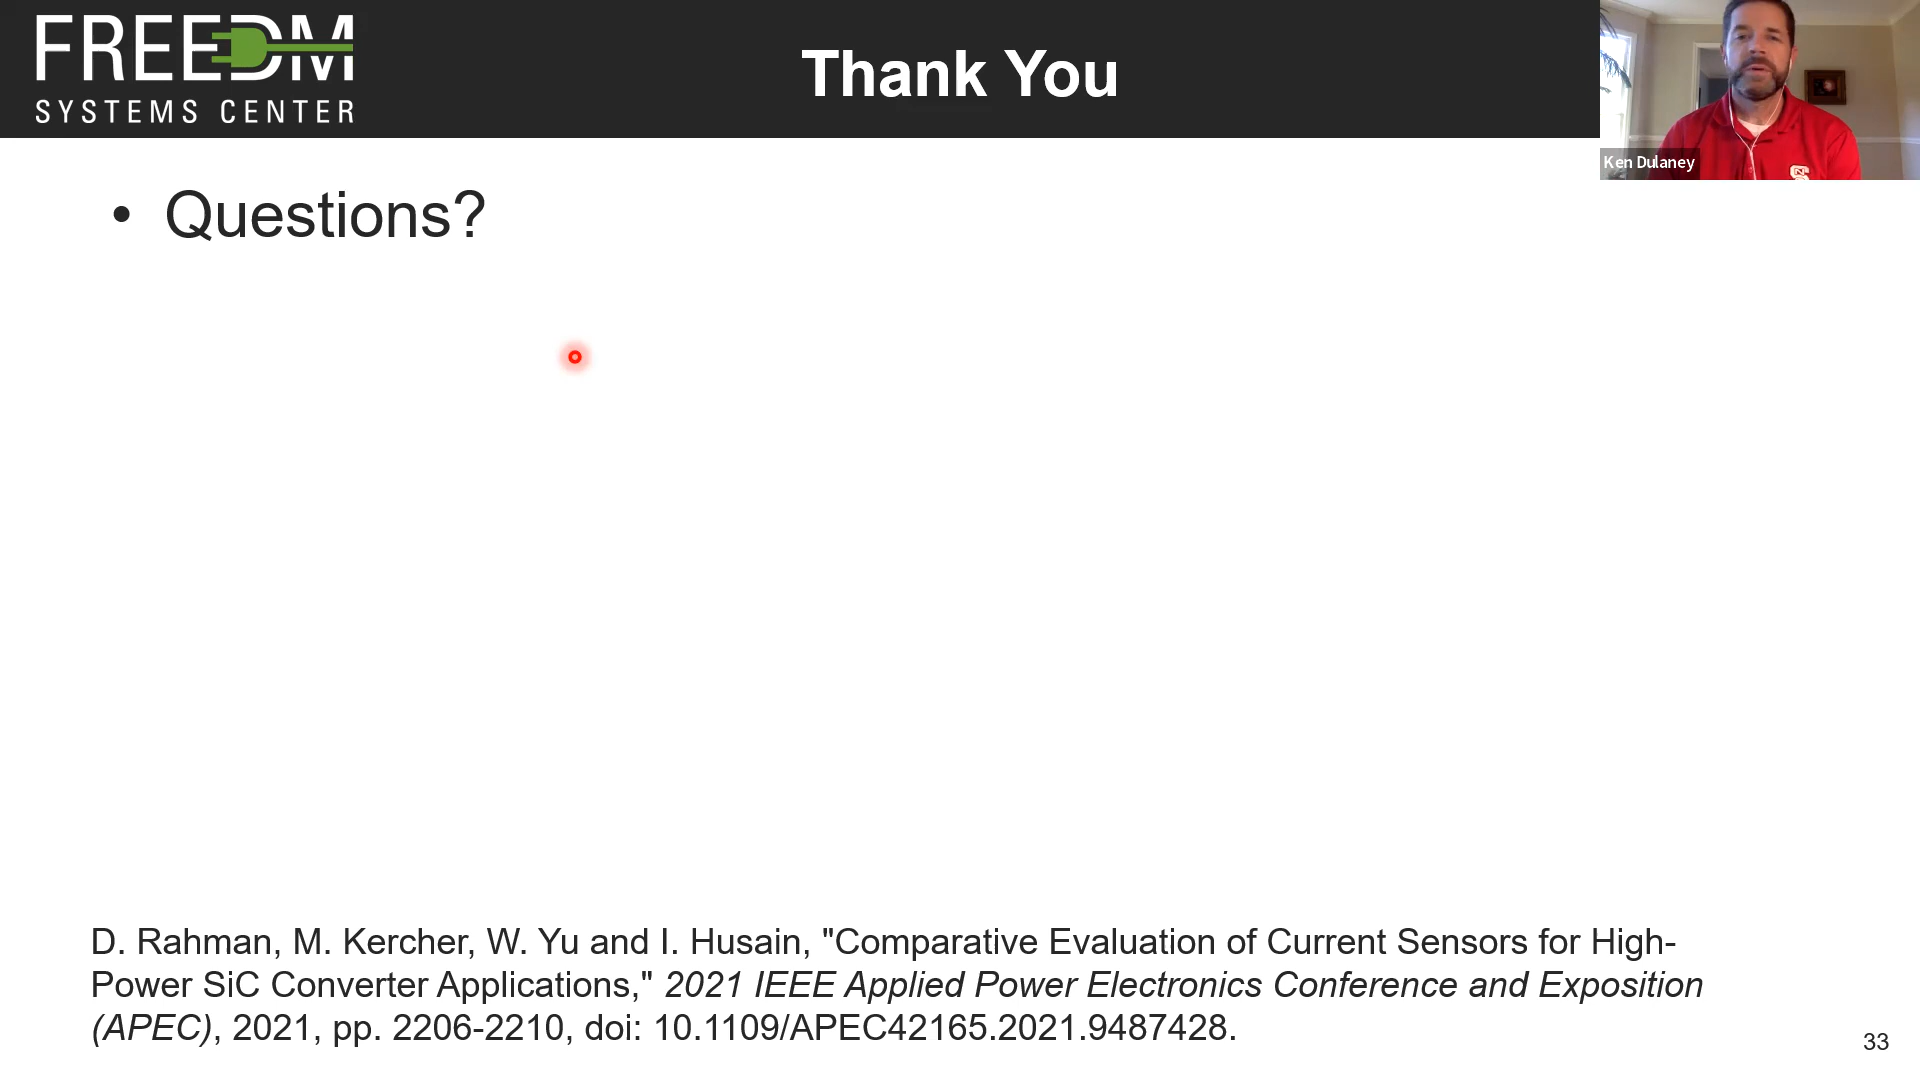 FREEDM
SYSTEMS CENTER
Thank You
Ken Dulaney
• Questions?
D. Rahman, M. Kercher, W. Yu and I. Husain, "Comparative Evaluation of Current Sensors for High-
Power SiC Converter Applications," 2021 IEEE Applied Power Electronics Conference and Exposition
(APEC), 2021, pp. 2206-2210, doi: 10.1109/APEC42165.2021.9487428.
33